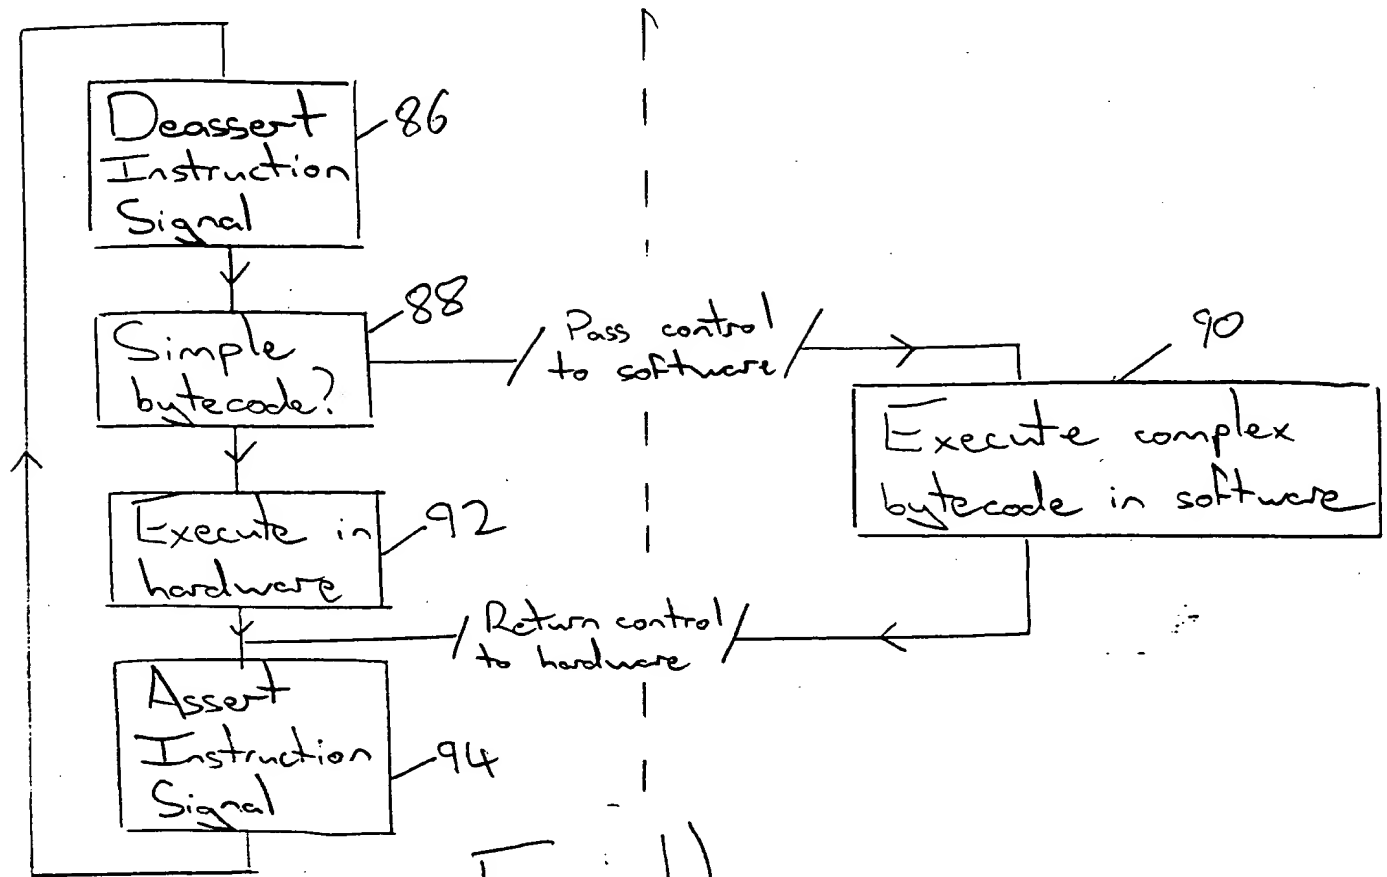 Deassert
Instruction
Signal
86
Simple
bytecode?
88
Pass control
to software
90
Execute complex
bytecode in software
Execute in
hardware
92
Return control
to hardware
Assert
Instruction
Signal
94